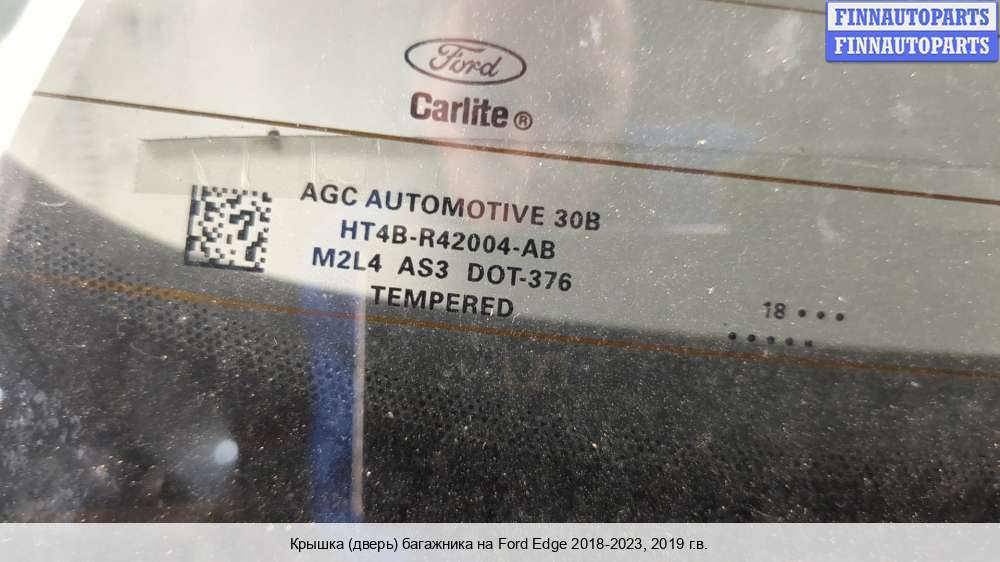 FINNAUTOPARTS
FINNAUTOPARTS
Ford
Carlite®
AGC AUTOMOTIVE 30B
HT4B-R42004-AB
M2L4 AS3 DOT-376
TEMPERED
18 • • •
• • • • •
Крышка (дверь) багажника на Ford Edge 2018-2023, 2019 г.в.